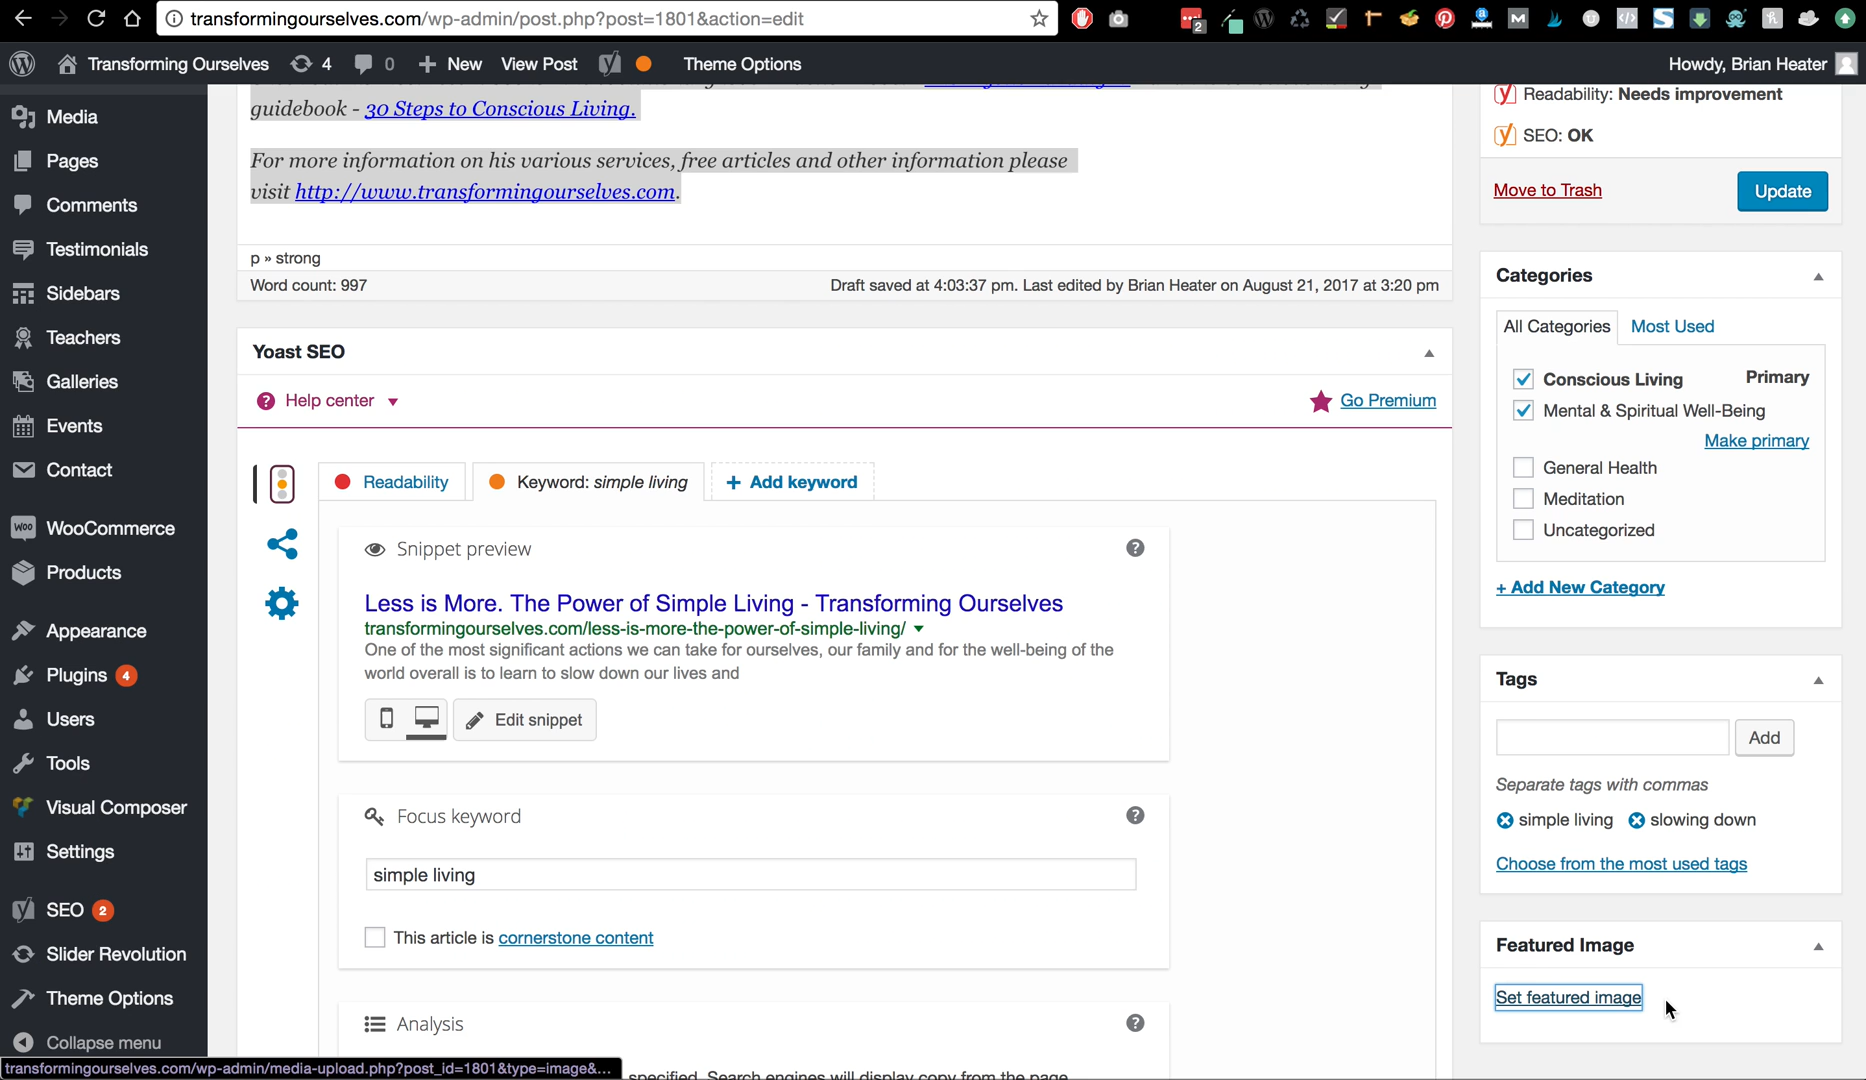 transformingourselves.com/wp-admin/post.php?post=1801&action=edit
2
Transforming Ourselves
4
0
New
View Post
Theme Options
Howdy, Brian Heater
Media
Pages
Comments
Testimonials
Sidebars
Teachers
Galleries
Events
Contact
WooCommerce
Products
Appearance
Plugins 4
Users
Tools
Visual Composer
Settings
SEO 2
Slider Revolution
Theme Options
Collapse menu
transformingourselves.com/wp-admin/media-upload.php?post_id=1801&type=image&...
guidebook - 30 Steps to Conscious Living.
For more information on his various services, free articles and other information please
visit http://www.transformingourselves.com.
p » strong
Word count: 997
Draft saved at 4:03:37 pm. Last edited by Brian Heater on August 21, 2017 at 3:20 pm
Yoast SEO
Help center
Go Premium
Readability
Keyword: simple living
+ Add keyword
Snippet preview
Less is More. The Power of Simple Living - Transforming Ourselves
transformingourselves.com/less-is-more-the-power-of-simple-living/
One of the most significant actions we can take for ourselves, our family and for the well-being of the
world overall is to learn to slow down our lives and
Edit snippet
Focus keyword
simple living
This article is cornerstone content
Analysis
specified. Search engines will display copy from the page
Readability: Needs improvement
SEO: OK
Move to Trash
Update
Categories
All Categories
Most Used
Conscious Living
Primary
Mental & Spiritual Well-Being
Make primary
General Health
Meditation
Uncategorized
+ Add New Category
Tags
Add
Separate tags with commas
simple living
slowing down
Choose from the most used tags
Featured Image
Set featured image